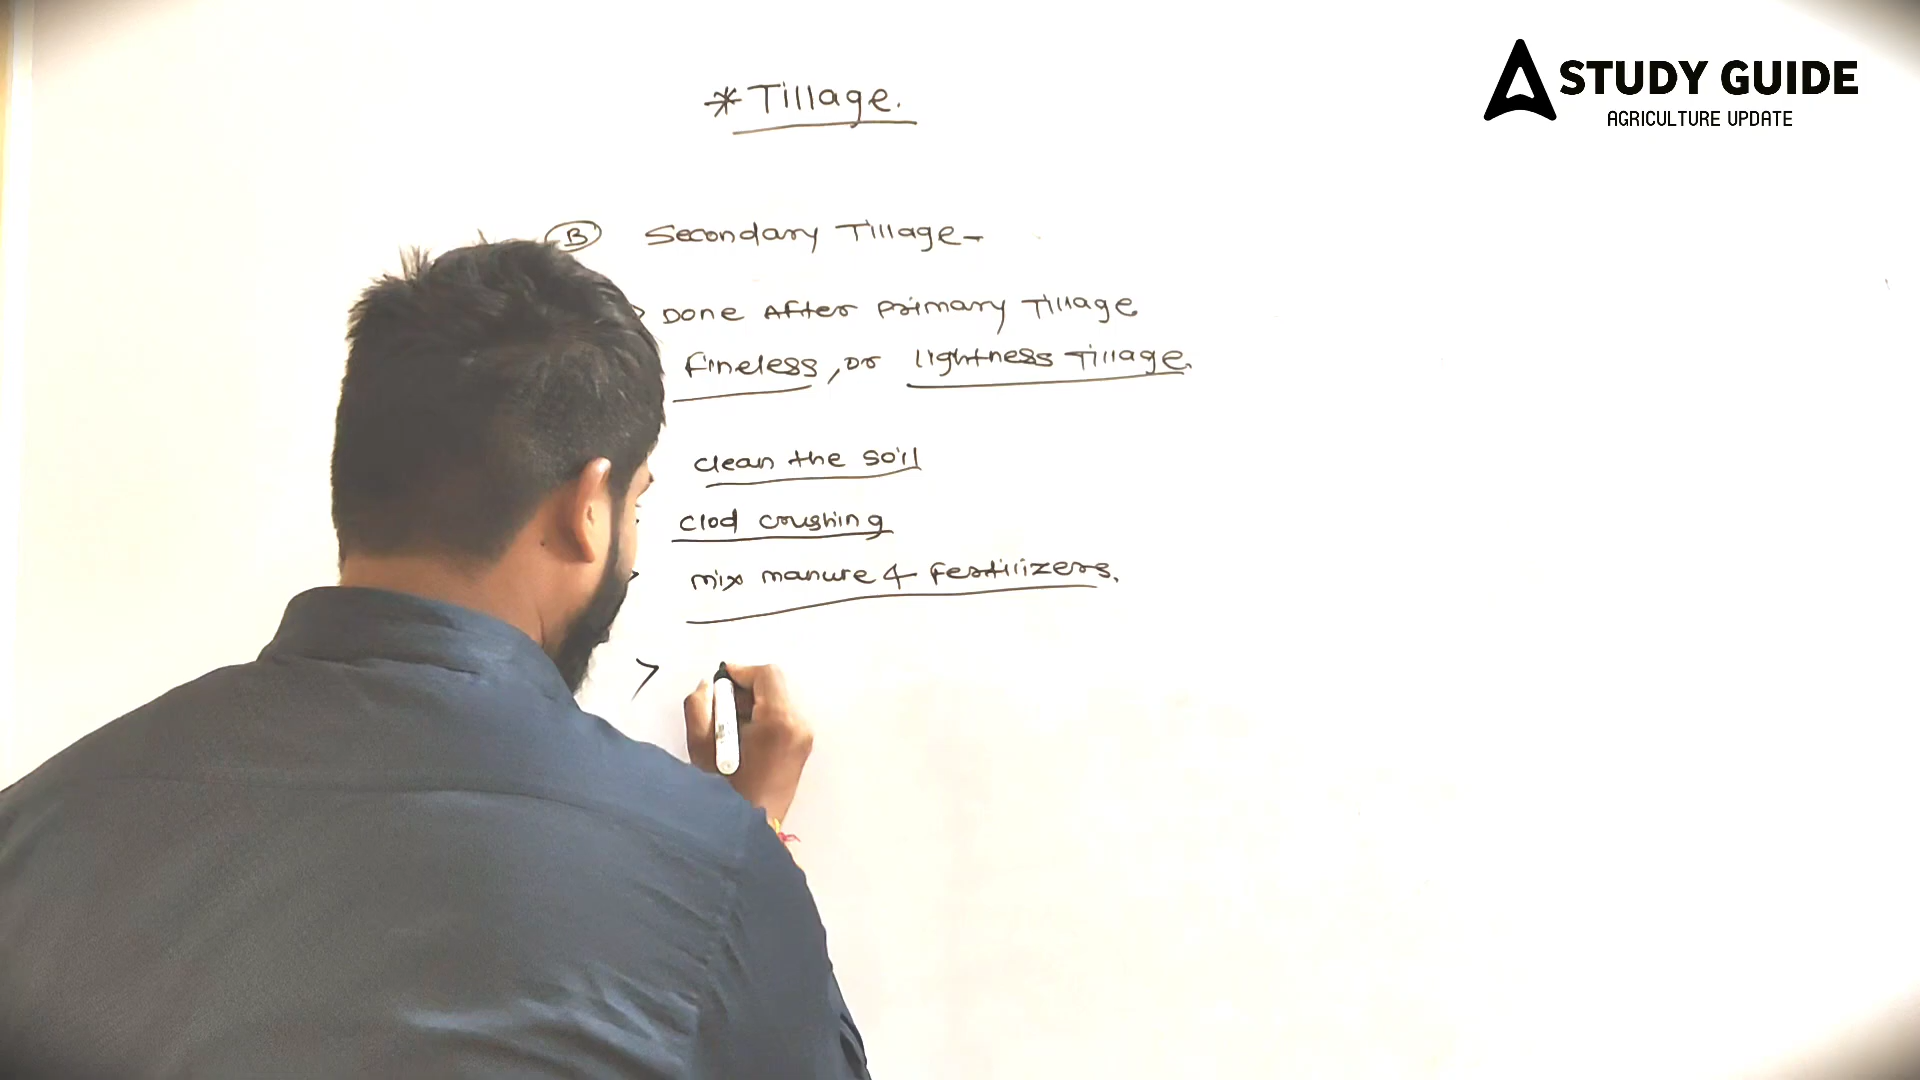 * Tillage.
A STUDY GUIDE
AGRICULTURE UPDATE
B Secondary Tillage-
> Done After Primary Tillage
fineless, or lightness Tillage.
clean the soil
clod crushing
> mix manure & fertilizers.
>